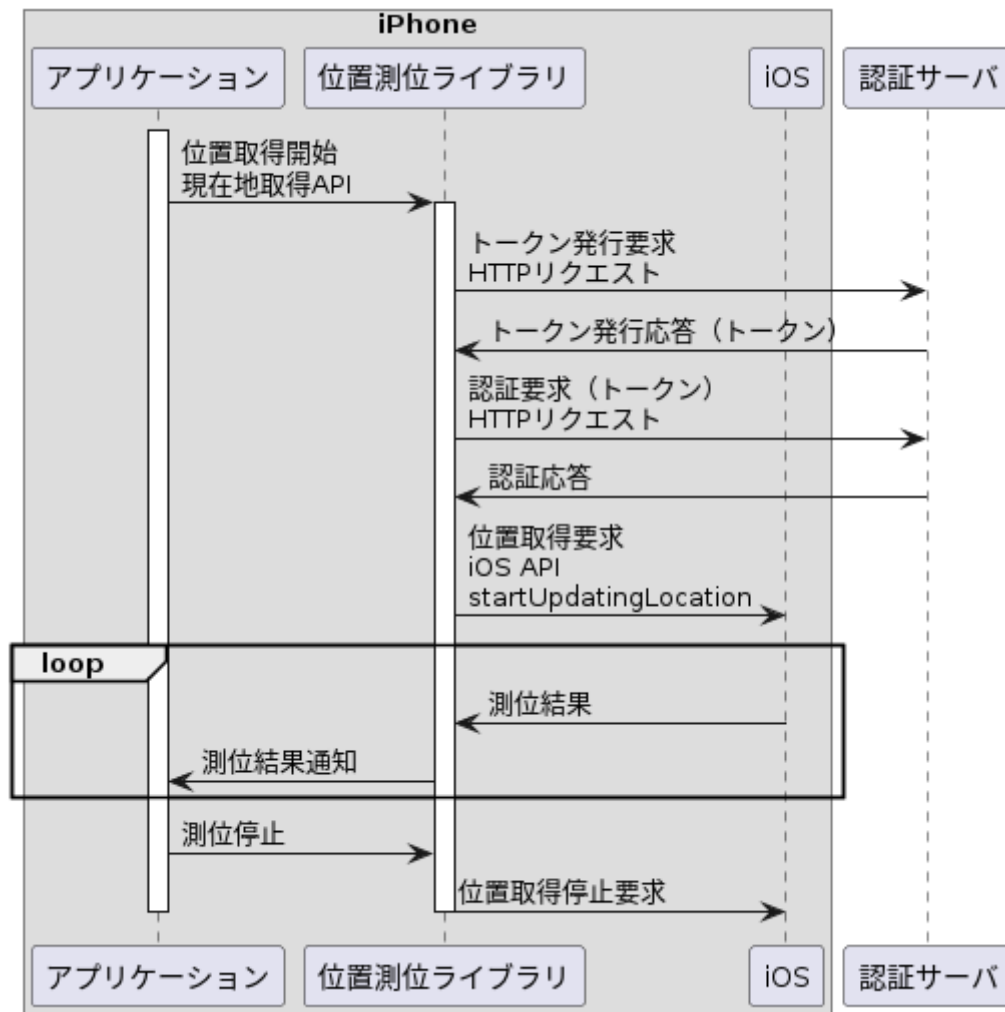 iPhone
アプリケーション
位置測位ライブラリ
iOS
認証サーバ
位置取得開始
現在地取得API
トークン発行要求
HTTPリクエスト
トークン発行応答（トークン）
認証要求（トークン）
HTTPリクエスト
認証応答
位置取得要求
iOS API
startUpdatingLocation
loop
測位結果
測位結果通知
測位停止
位置取得停止要求
アプリケーション
位置測位ライブラリ
iOS
認証サーバ